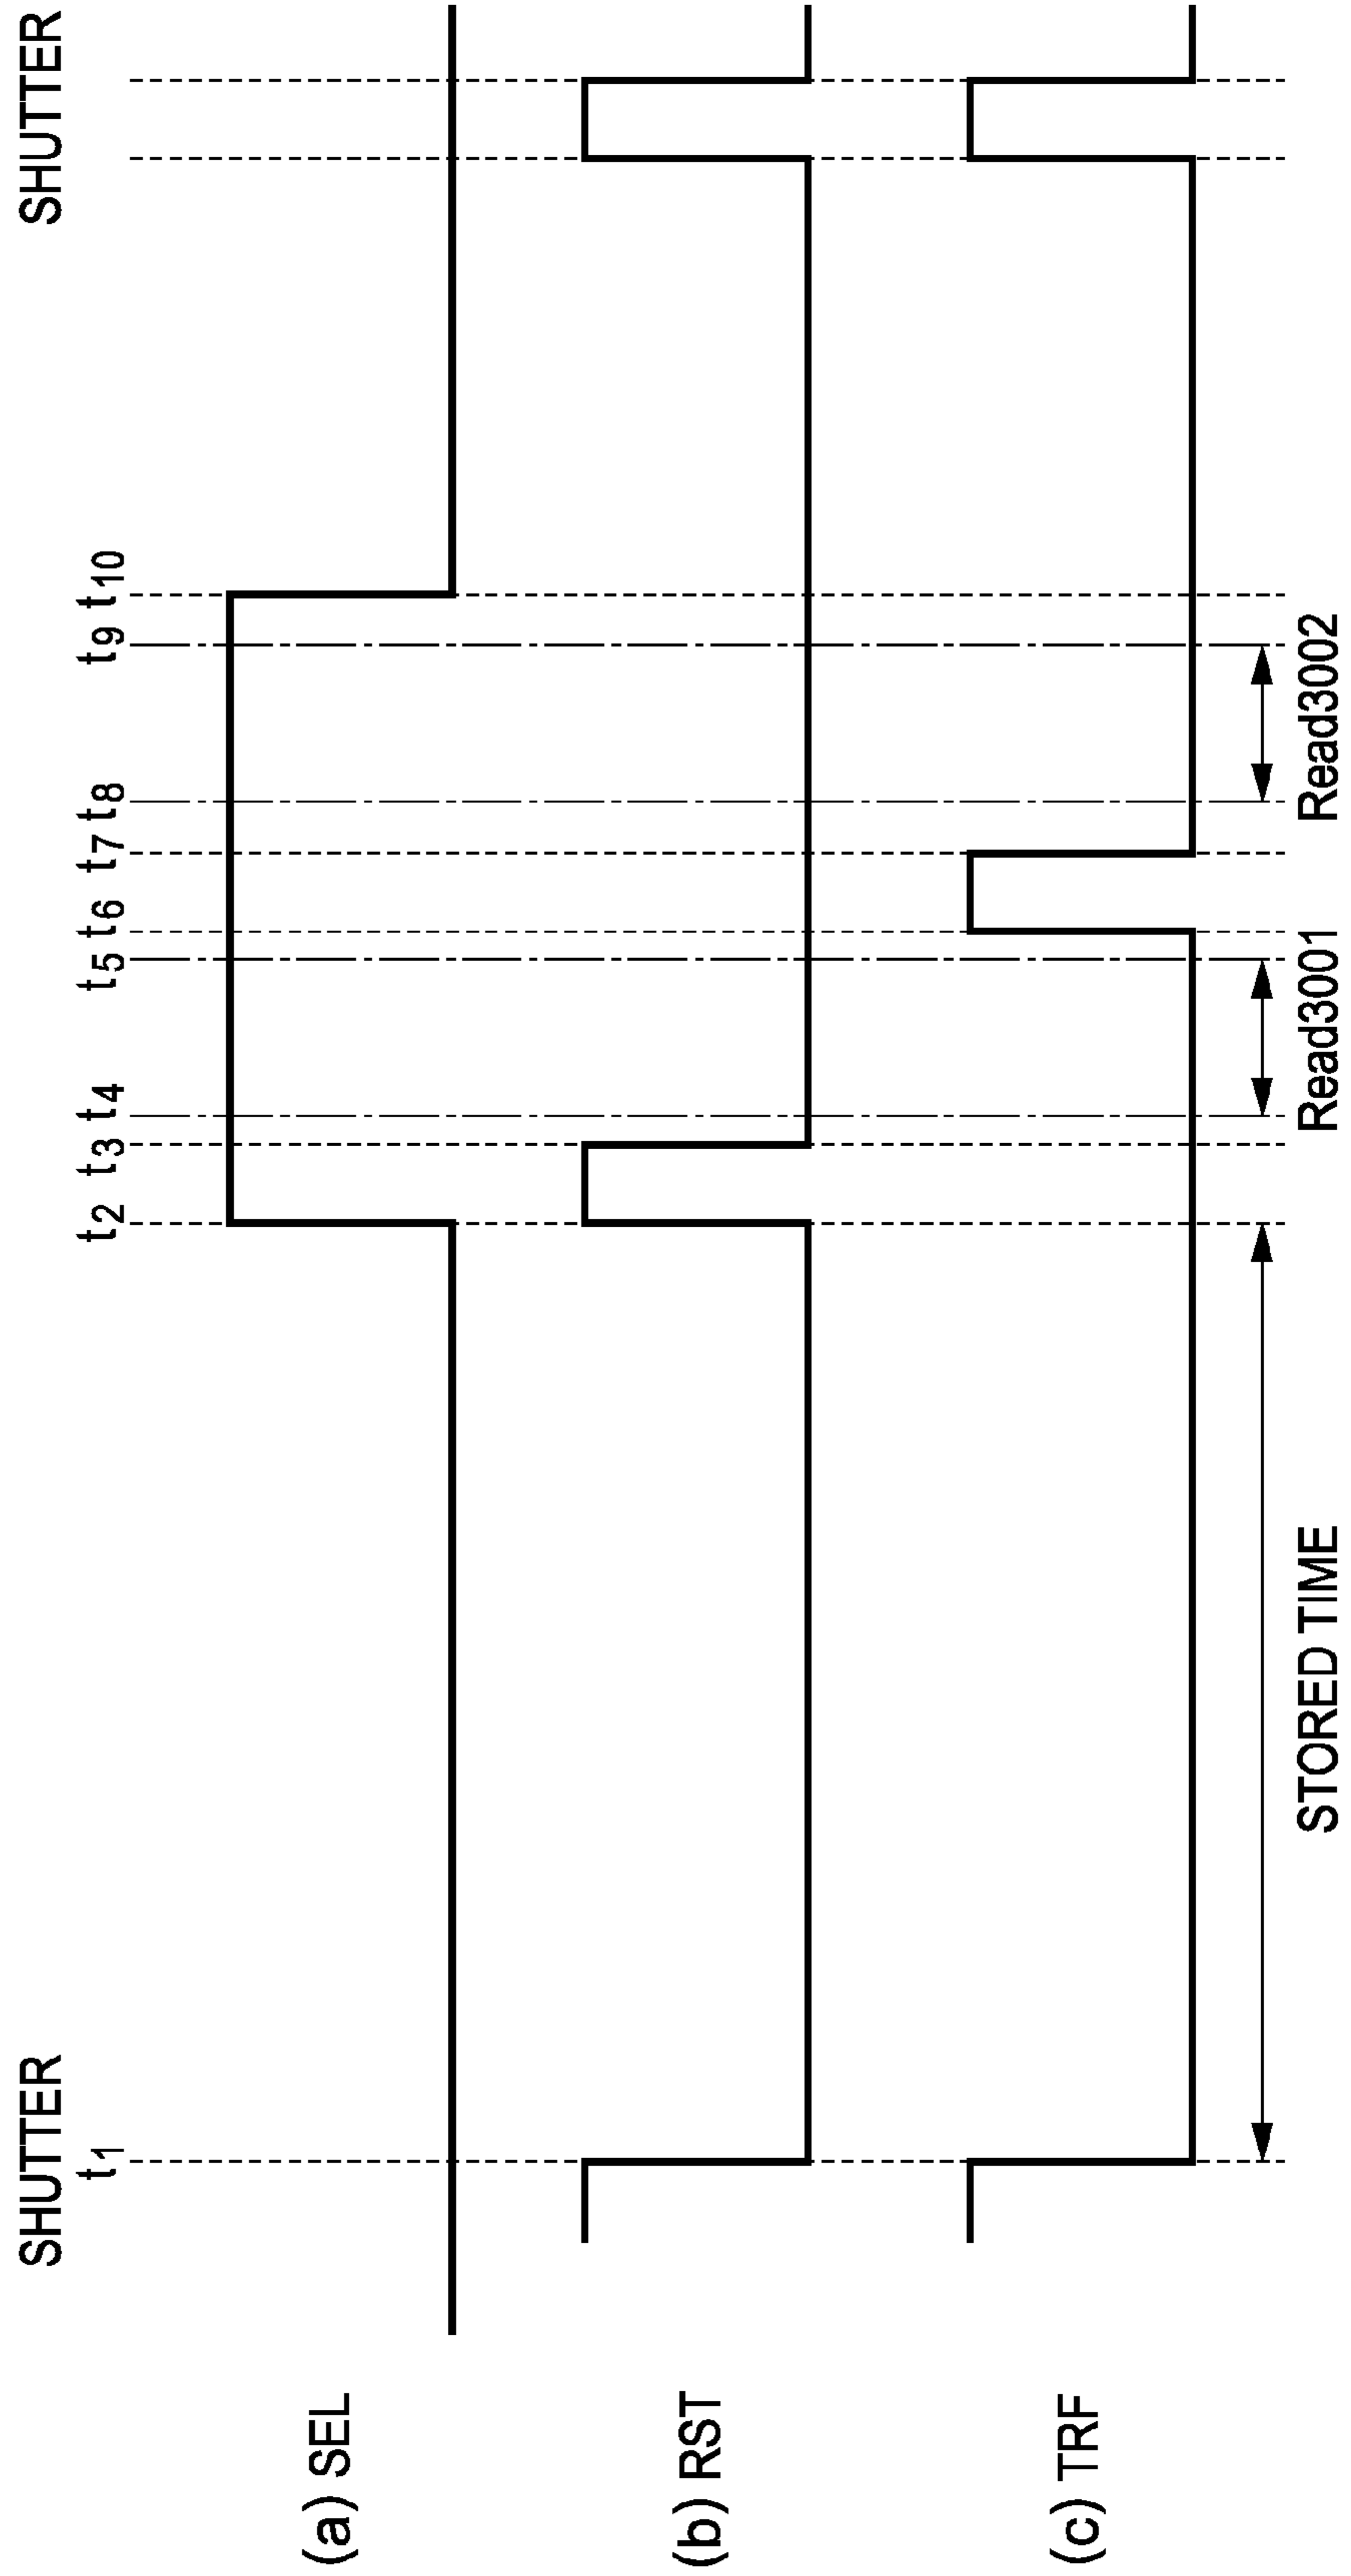 SHUTTER SHUTTER
t1 t2 t3 t4 t5 t6 t7 t8 t9 t10
(a) SEL
(b) RST
(c) TRF
STORED TIME Read3001 Read3002